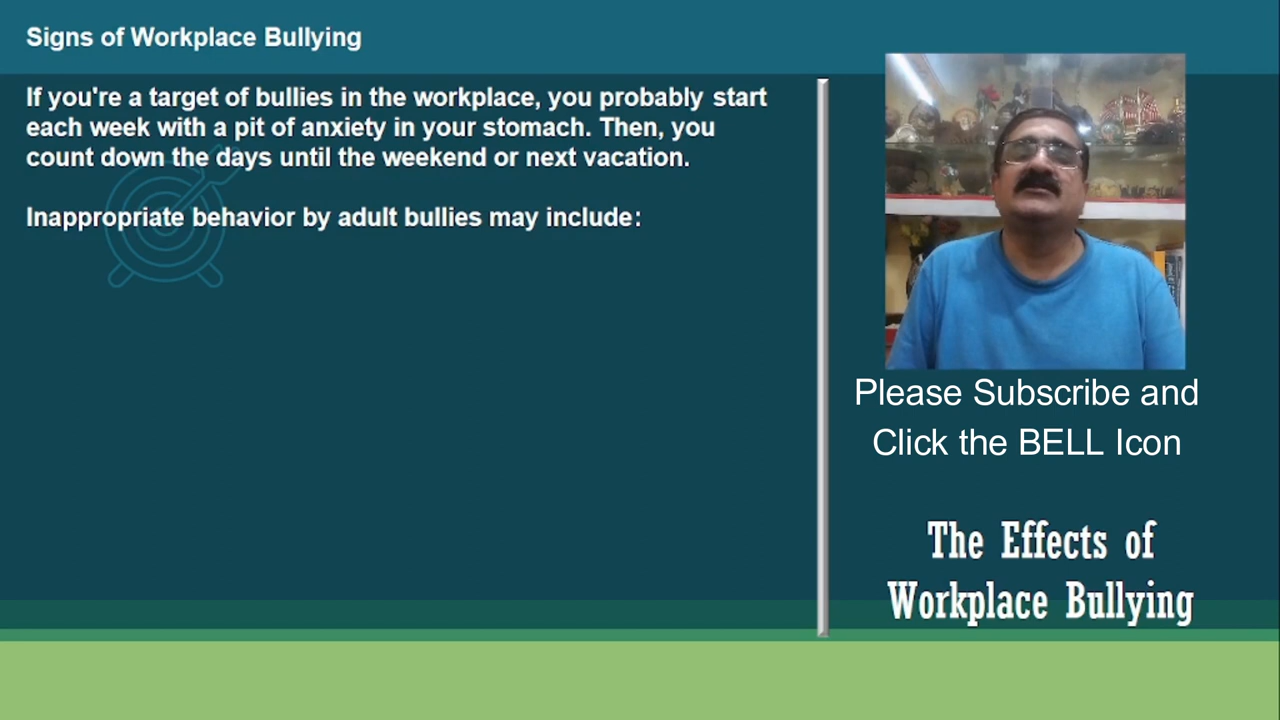 Signs of Workplace Bullying
If you're a target of bullies in the workplace, you probably start
each week with a pit of anxiety in your stomach. Then, you
count down the days until the weekend or next vacation.
Inappropriate behavior by adult bullies may include:
Please Subscribe and
Click the BELL Icon
The Effects of
Workplace Bullying